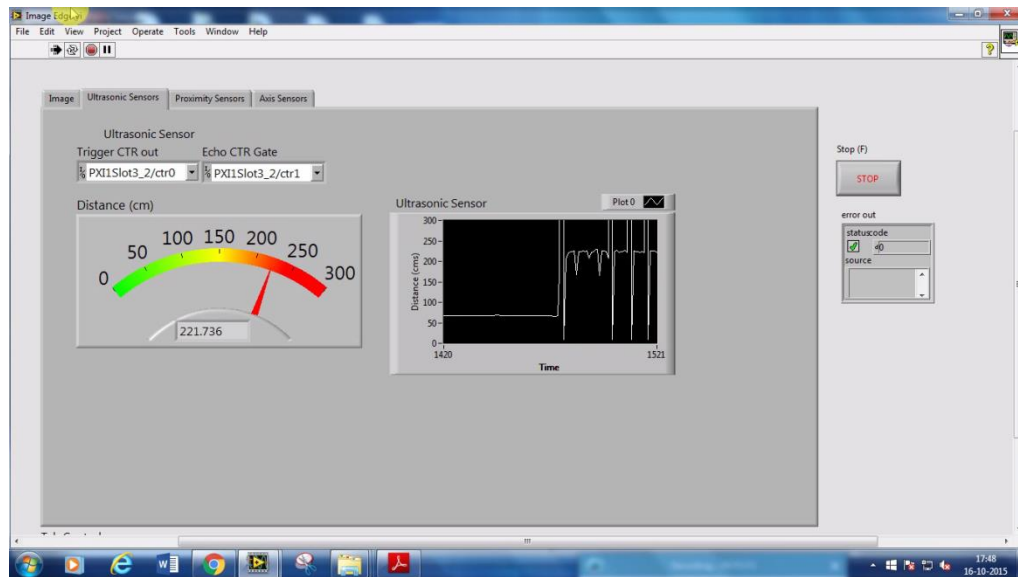 Image Edg
File Edit View Project Operate Tools Window Help
Image Ultrasonic Sensors Proximity Sensors Axis Sensors
Ultrasonic Sensor
Trigger CTR out Echo CTR Gate
PXI1Slot3_2/ctr0 PXI1Slot3_2/ctr1
Distance (cm)
0 50 100 150 200 250 300
221.736
Ultrasonic Sensor Plot 0
Distance (cms)
300
250
200
150
100
50
0
1420 1521
Time
Stop (F)
STOP
error out
status code
d0
source
17:48
16-10-2015